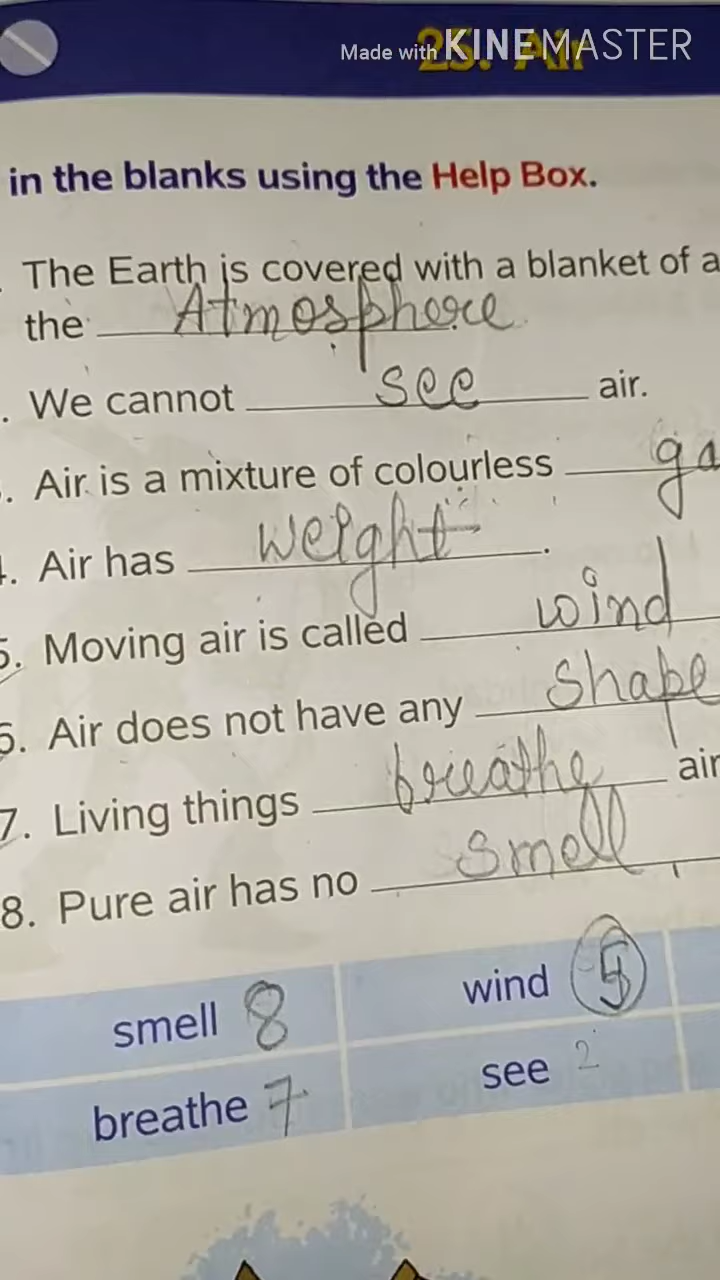 Made with KINEMASTER
25. Air
in the blanks using the Help Box.
The Earth is covered with a blanket of a
the Atmosphere
. We cannot see air.
. Air is a mixture of colourless ga
4. Air has weight.
5. Moving air is called wind
6. Air does not have any shape
7. Living things breathe air
8. Pure air has no smell
smell 8 wind 5
breathe 7 see 2